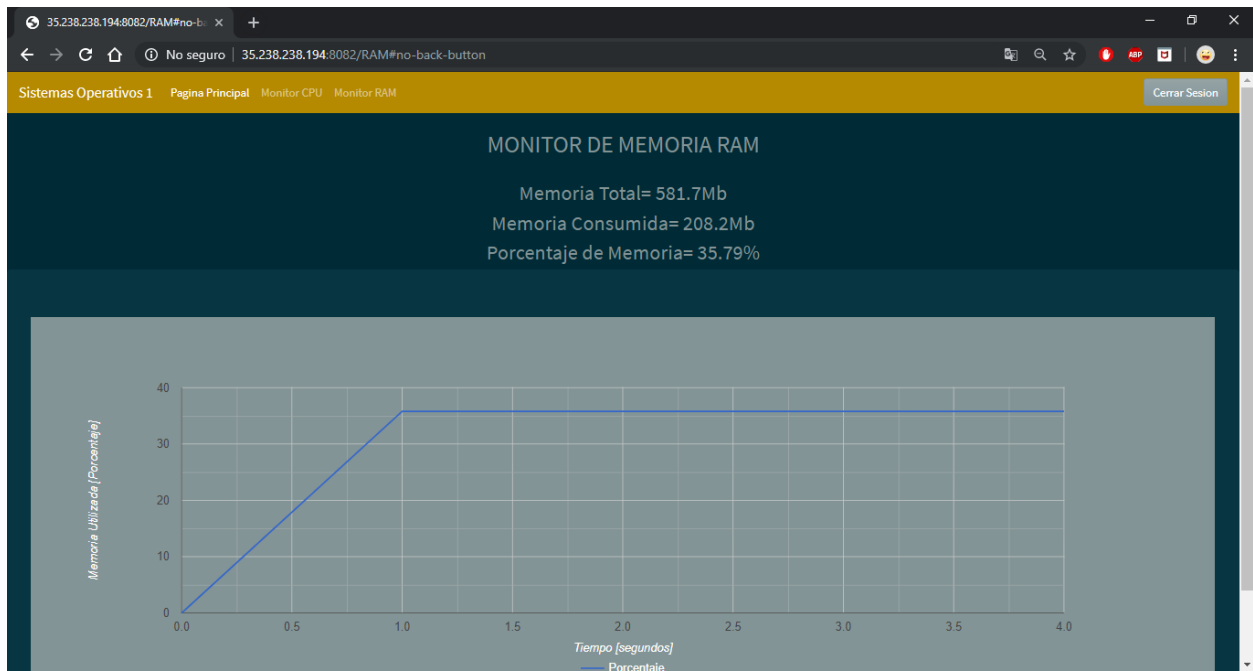 35.238.238.194:8082/RAM#no-b
No seguro 35.238.238.194:8082/RAM#no-back-button
ABP
Sistemas Operativos 1 Pagina Principal Monitor CPU Monitor RAM Cerrar Sesion
MONITOR DE MEMORIA RAM
Memoria Total= 581.7Mb
Memoria Consumida= 208.2Mb
Porcentaje de Memoria= 35.79%
Memoria Utilizada [Porcentaje]
40
30
20
10
0
0.0 0.5 1.0 1.5 2.0 2.5 3.0 3.5 4.0
Tiempo [segundos]
Porcentaje